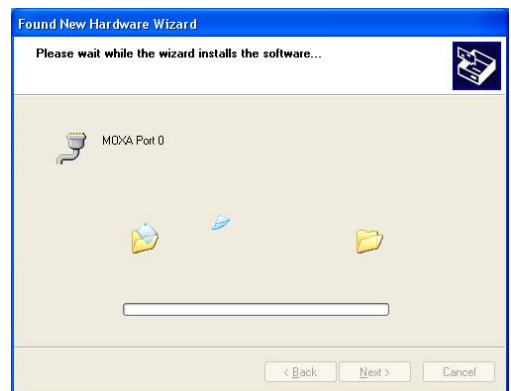 Found New Hardware Wizard
Please wait while the wizard installs the software...
MOXA Port 0
< Back Next > Cancel